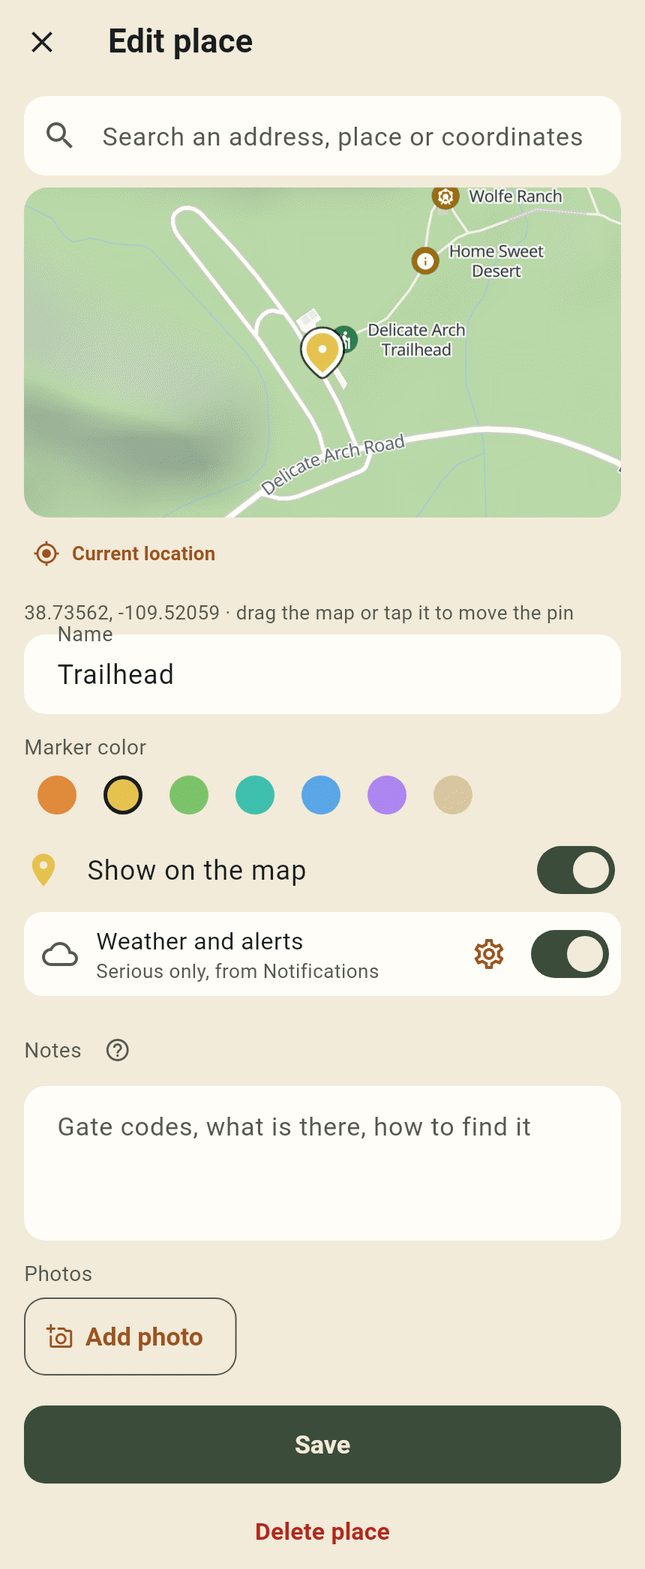 Edit place
Search an address, place or coordinates
Wolfe Ranch
Home Sweet
Desert
Delicate Arch
Trailhead
Delicate Arch Road
Current location
38.73562, -109.52059 · drag the map or tap it to move the pin
Name
Trailhead
Marker color
Show on the map
Weather and alerts
Serious only, from Notifications
Notes
Gate codes, what is there, how to find it
Photos
Add photo
Save
Delete place